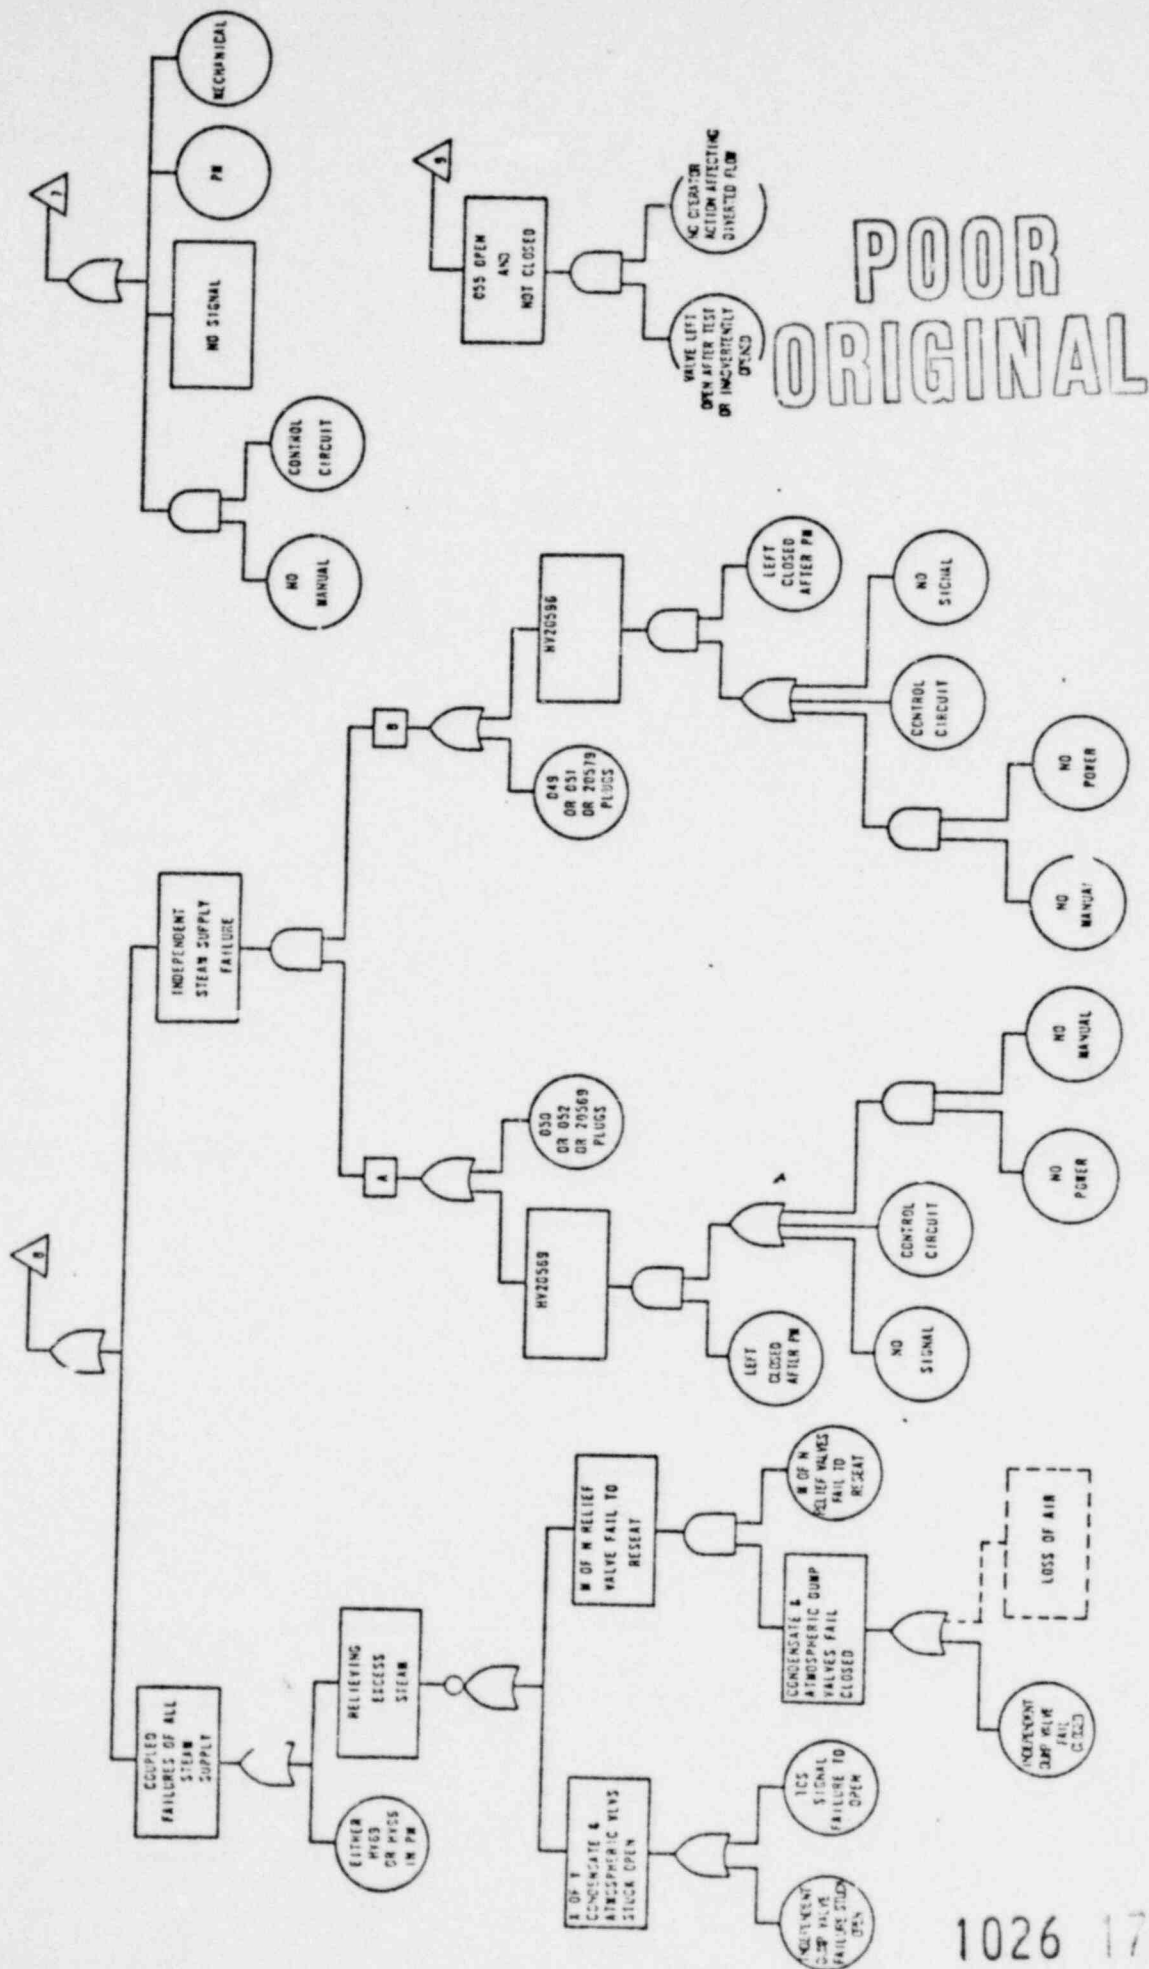 7
NO
MANUAL
CONTROL
CIRCUIT
NO SIGNAL
PM
MECHANICAL
9
055 OPEN
AND
NOT CLOSED
VALVE LEFT
OPEN AFTER TEST
OR INADVERTENTLY
OPENED
NO OPERATOR
ACTION AFFECTING
DIVERTED FLOW
POOR
ORIGINAL
8
COUPLED
FAILURES OF ALL
STEAM
SUPPLY
INDEPENDENT
STEAM SUPPLY
FAILURE
EITHER
IN PM
RELIEVING
EXCESS
STEAM
CONDENSATE &
ATMOSPHERIC VLVS
STUCK OPEN
M OF N RELIEF
VALVE FAIL TO
RESEAT
INDEPENDENT
DUMP VALVE
FAILURE STUCK
OPEN
ICS
SIGNAL
FAILURE TO
OPEN
CONDENSATE &
ATMOSPHERIC DUMP
VALVES FAIL
CLOSED
M OF N
RELIEF VALVES
FAIL TO
RESEAT
INDEPENDENT
DUMP VALVE
FAIL
CLOSED
LOSS OF AIR
A
HV20569
050
OR 052
OR 20569
PLUGS
LEFT
CLOSED
AFTER PM
NO
SIGNAL
CONTROL
CIRCUIT
NO
POWER
NO
MANUAL
B
049
OR 051
OR 20579
PLUGS
HV20596
LEFT
CLOSED
AFTER PM
NO
MANUAL
NO
POWER
CONTROL
CIRCUIT
NO
SIGNAL
1026 17